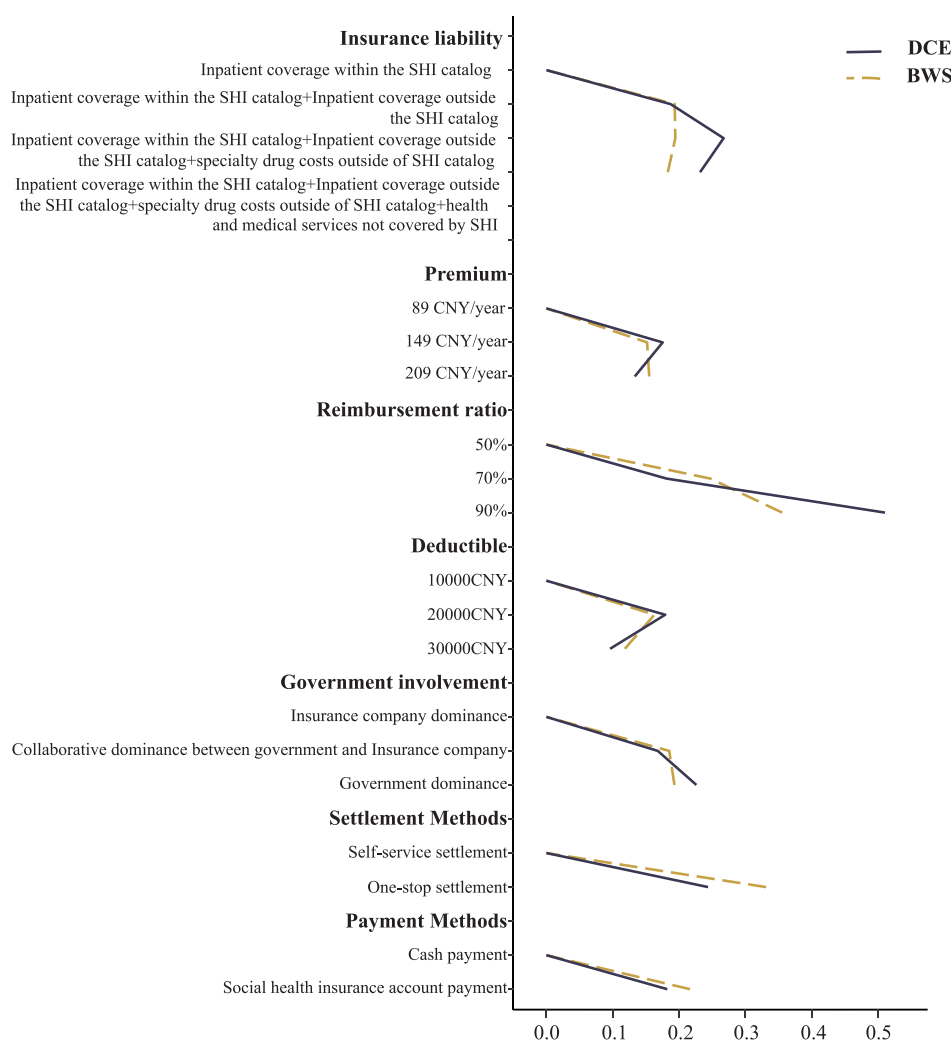 Insurance liability
Inpatient coverage within the SHI catalog
Inpatient coverage within the SHI catalog+Inpatient coverage outside
the SHI catalog
Inpatient coverage within the SHI catalog+Inpatient coverage outside
the SHI catalog+specialty drug costs outside of SHI catalog
Inpatient coverage within the SHI catalog+Inpatient coverage outside
the SHI catalog+specialty drug costs outside of SHI catalog+health
and medical services not covered by SHI
Premium
89 CNY/year
149 CNY/year
209 CNY/year
Reimbursement ratio
50%
70%
90%
Deductible
10000CNY
20000CNY
30000CNY
Government involvement
Insurance company dominance
Collaborative dominance between government and Insurance company
Government dominance
Settlement Methods
Self-service settlement
One-stop settlement
Payment Methods
Cash payment
Social health insurance account payment
0.0 0.1 0.2 0.3 0.4 0.5
DCE
BWS